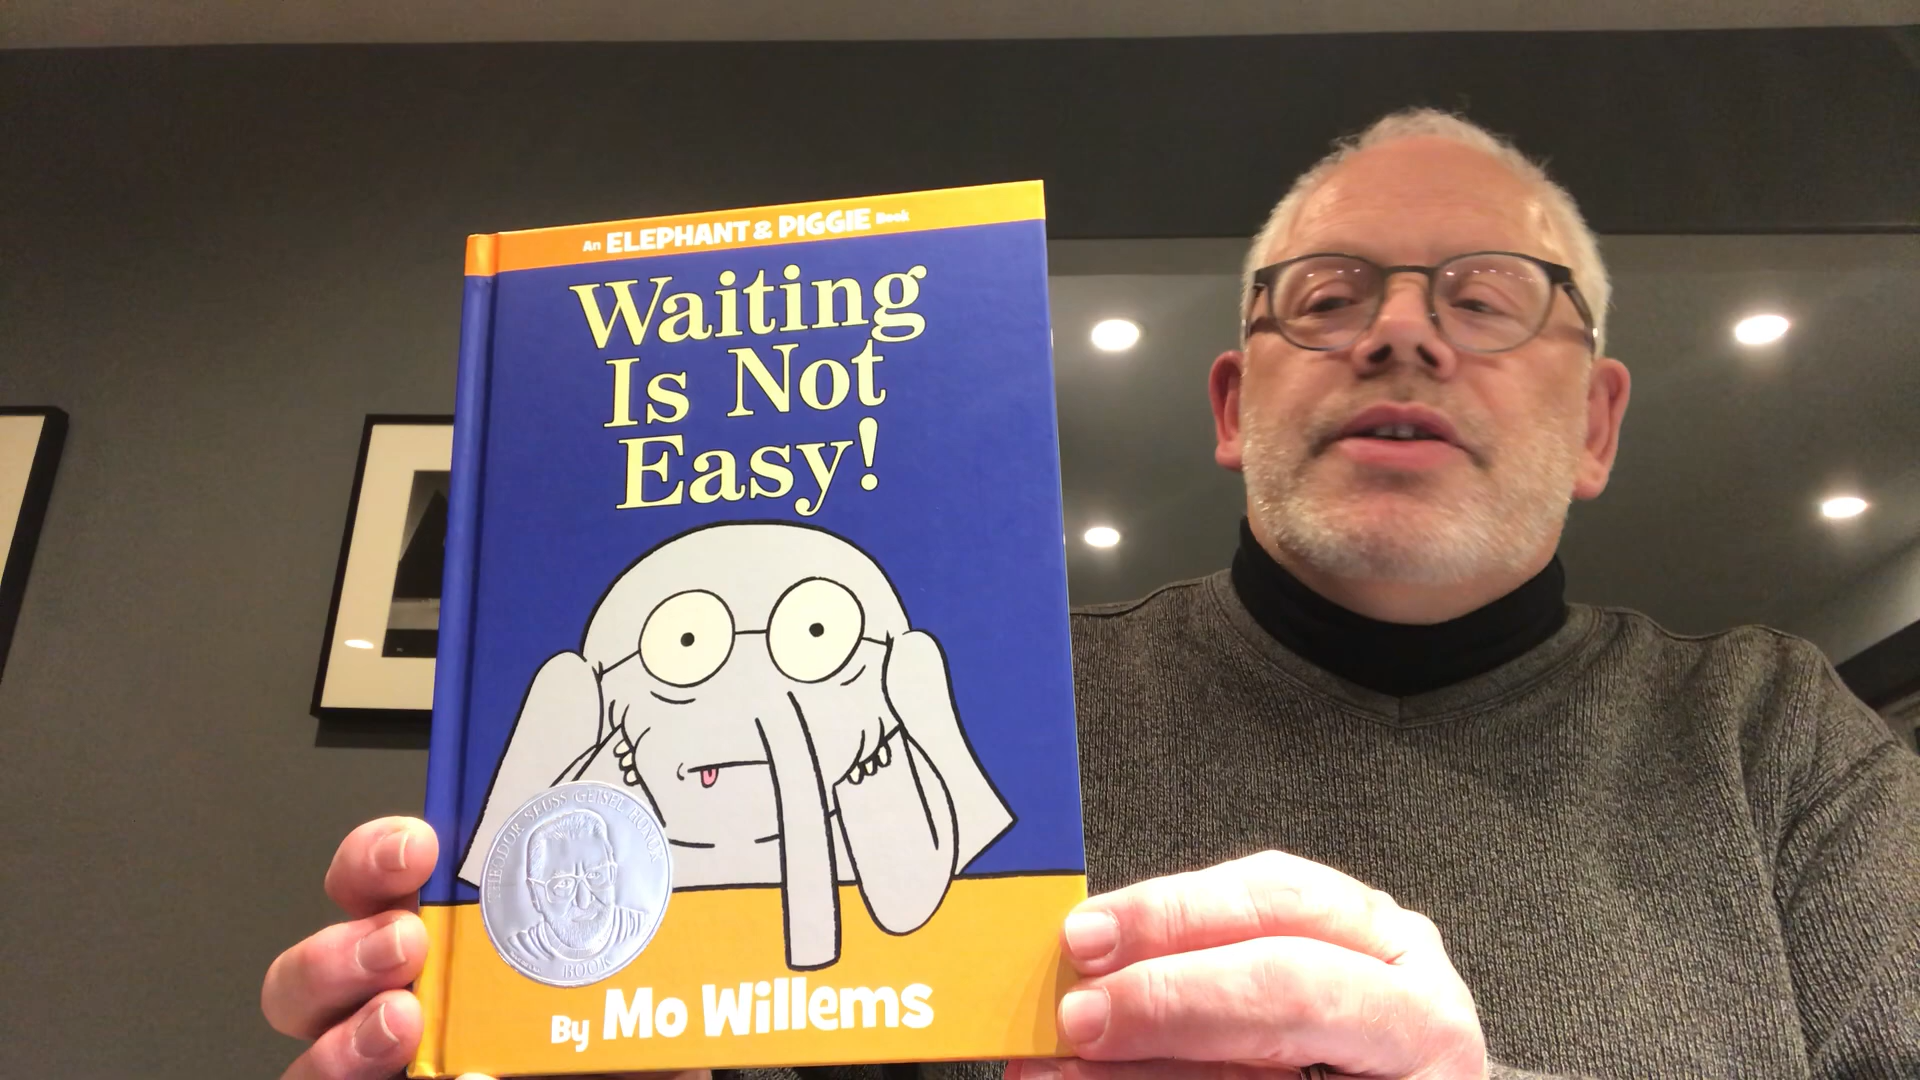 An ELEPHANT & PIGGIE Book
Waiting
Is Not
Easy!
THEODOR SEUSS GEISEL HONOR
BOOK
By Mo Willems